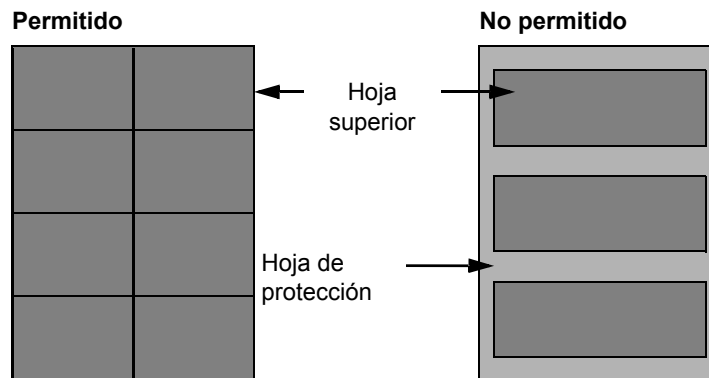 Permitido
No permitido
Hoja
superior
Hoja de
protección